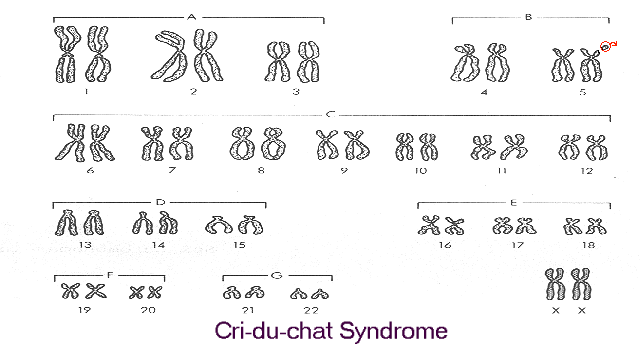 A B
1 2 3 4 5
C
6 7 8 9 10 11 12
D E
13 14 15 16 17 18
F G
19 20 21 22 x x
Cri-du-chat Syndrome